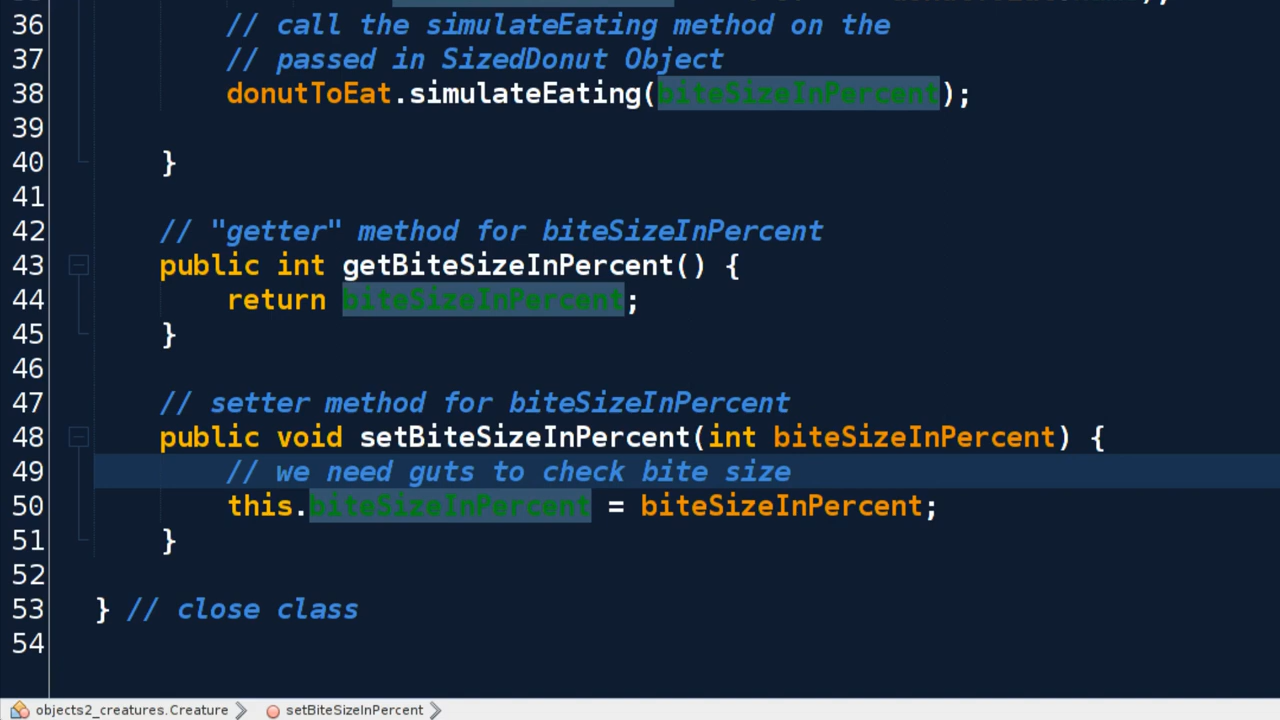 36 // call the simulateEating method on the
37 // passed in SizedDonut Object
38 donutToEat.simulateEating(biteSizeInPercent);
39
40 }
41
42 // "getter" method for biteSizeInPercent
43 public int getBiteSizeInPercent() {
44 return biteSizeInPercent;
45 }
46
47 // setter method for biteSizeInPercent
48 public void setBiteSizeInPercent(int biteSizeInPercent) {
49 // we need guts to check bite size
50 this.biteSizeInPercent = biteSizeInPercent;
51 }
52
53 } // close class
54
objects2_creatures.Creature setBiteSizeInPercent